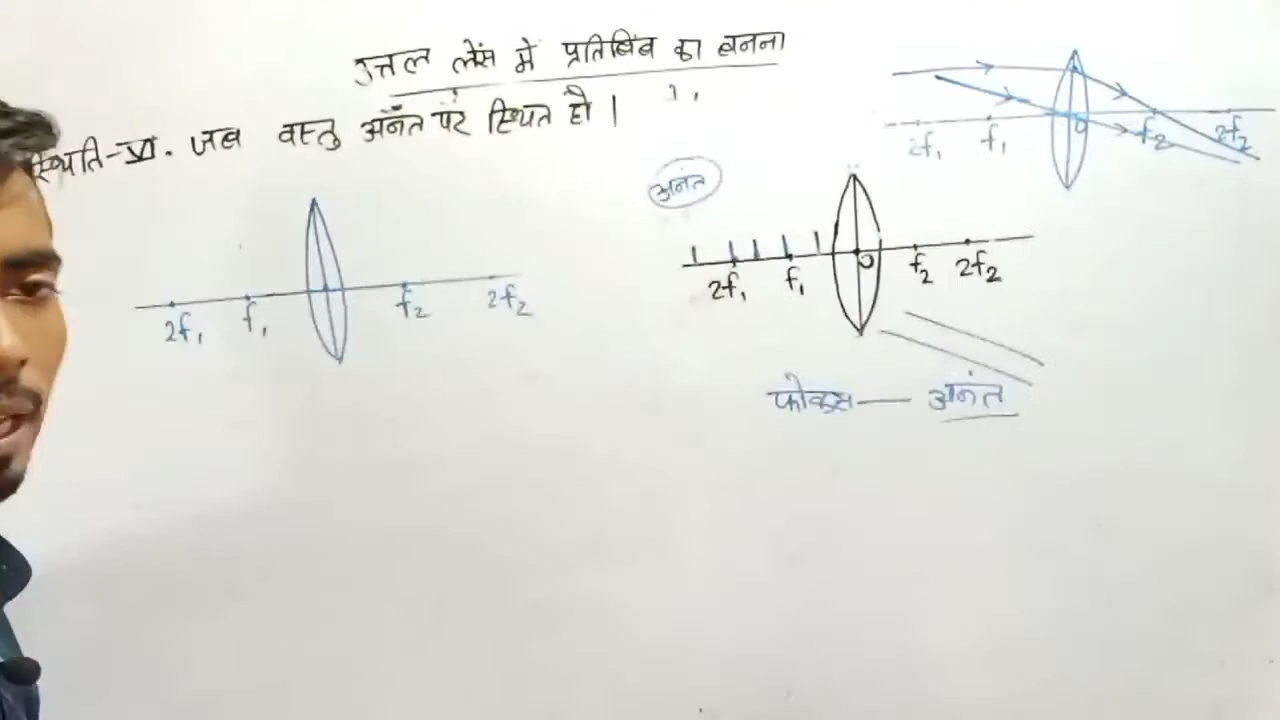 उत्तल लेंस में प्रतिबिंब का बनना
स्थिति-VI. जब वस्तु अनंत पर स्थित हो।
2f₁ f₁ O f₂ 2f₂
अनंत
2f₁ f₁ O f₂ 2f₂
2f₁ f₁ f₂ 2f₂
फोकस — अनंत